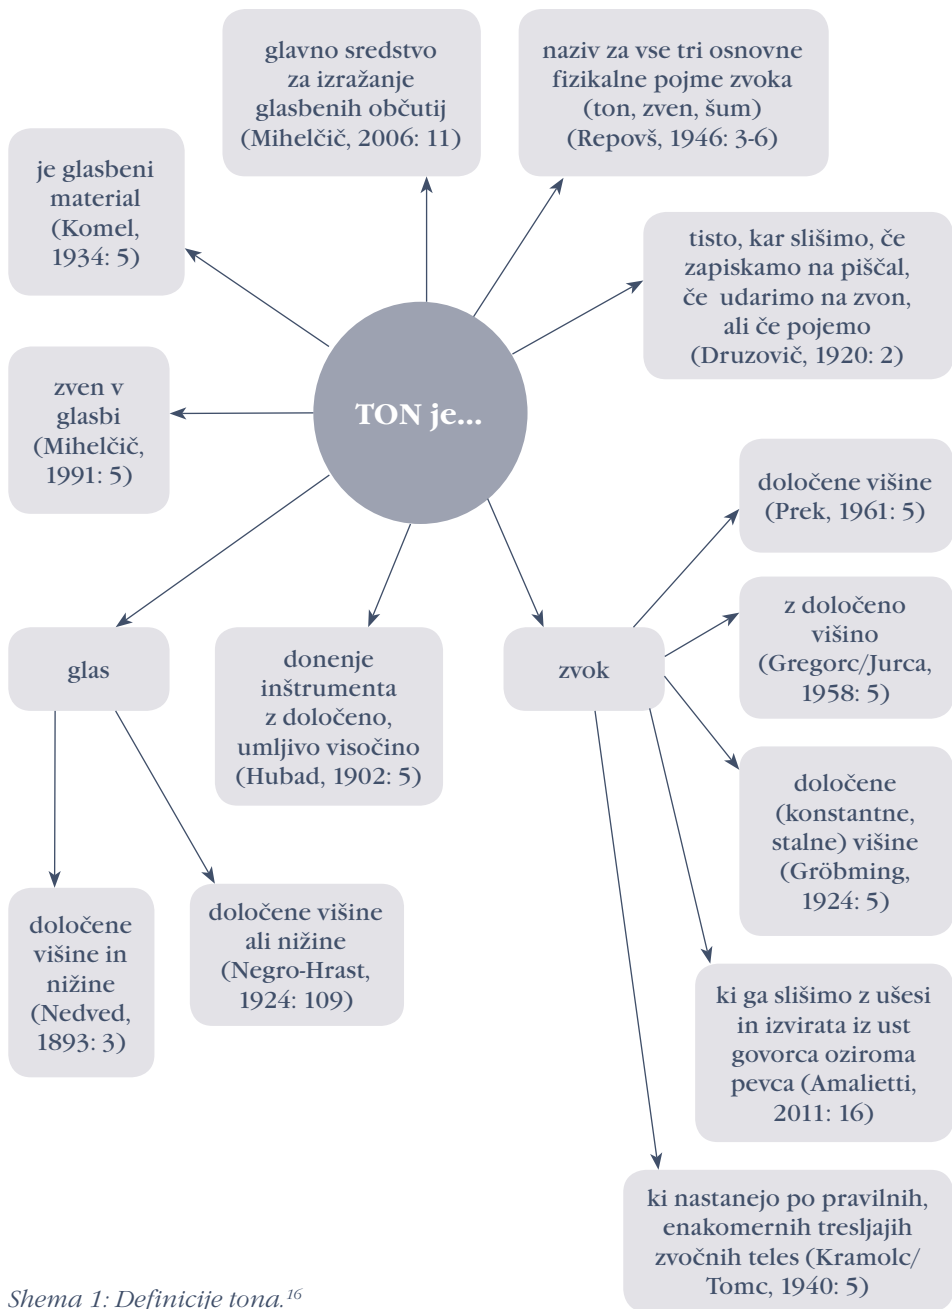 glavno sredstvo
za izražanje
glasbenih občutij
(Mihelčič, 2006: 11)
naziv za vse tri osnovne
fizikalne pojme zvoka
(ton, zven, šum)
(Repovš, 1946: 3-6)
je glasbeni
material
(Komel,
1934: 5)
tisto, kar slišimo, če
zapiskamo na piščal,
če udarimo na zvon,
ali če pojemo
(Druzovič, 1920: 2)
zven v
glasbi
(Mihelčič,
1991: 5)
TON je...
določene višine
(Prek, 1961: 5)
z določeno
višino
(Gregorc/Jurca,
1958: 5)
glas
donenje
inštrumenta
z določeno,
umljivo visočino
(Hubad, 1902: 5)
zvok
določene
(konstantne,
stalne) višine
(Gröbming,
1924: 5)
določene
višine in
nižine
(Nedved,
1893: 3)
določene višine
ali nižine
(Negro-Hrast,
1924: 109)
ki ga slišimo z ušesi
in izvirata iz ust
govorca oziroma
pevca (Amalietti,
2011: 16)
ki nastanejo po pravilnih,
enakomernih tresljajih
zvočnih teles (Kramolc/
Tomc, 1940: 5)
Shema 1: Definicije tona.16